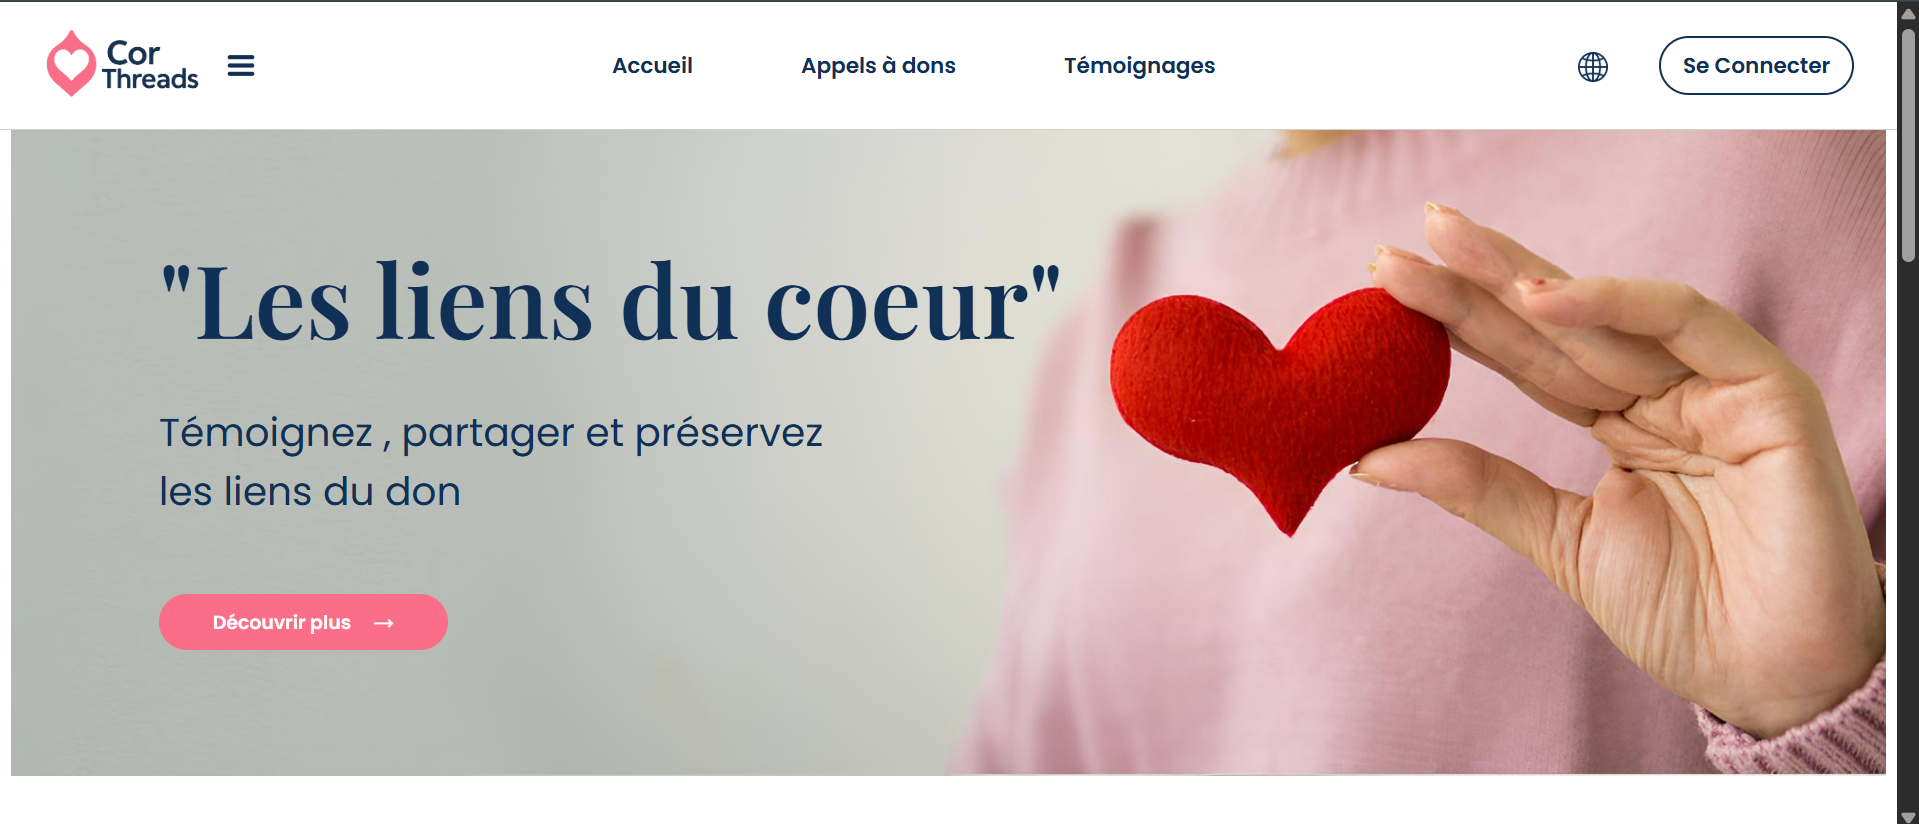 Cor
Threads
Accueil
Appels à dons
Témoignages
Se Connecter
"Les liens du coeur"
Témoignez , partager et préservez
les liens du don
Découvrir plus →